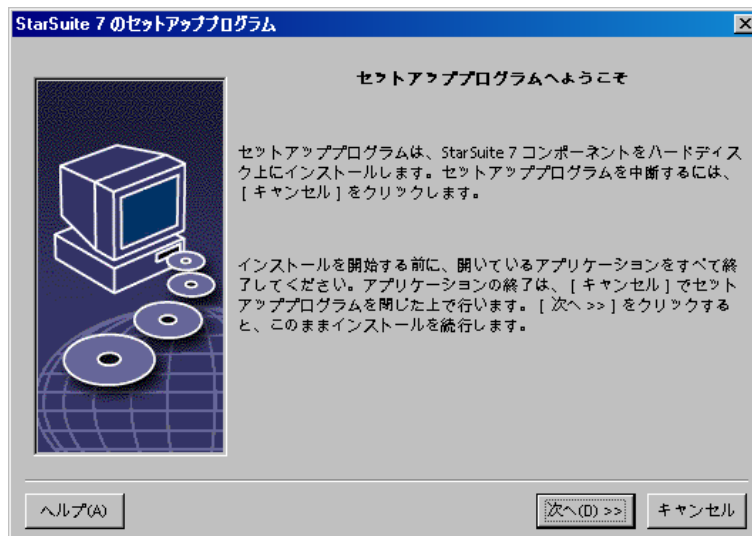 StarSuite 7 のセットアッププログラム
セットアッププログラムへようこそ
セットアッププログラムは、StarSuite 7 コンポーネントをハードディス
ク上にインストールします。セットアッププログラムを中断するには、
[ キャンセル ] をクリックします。
インストールを開始する前に、開いているアプリケーションをすべて終
了してください。アプリケーションの終了は、[ キャンセル ] でセット
アッププログラムを閉じた上で行います。[ 次へ >> ] をクリックする
と、このままインストールを続行します。
ヘルプ(A)
次へ(D) >>
キャンセル